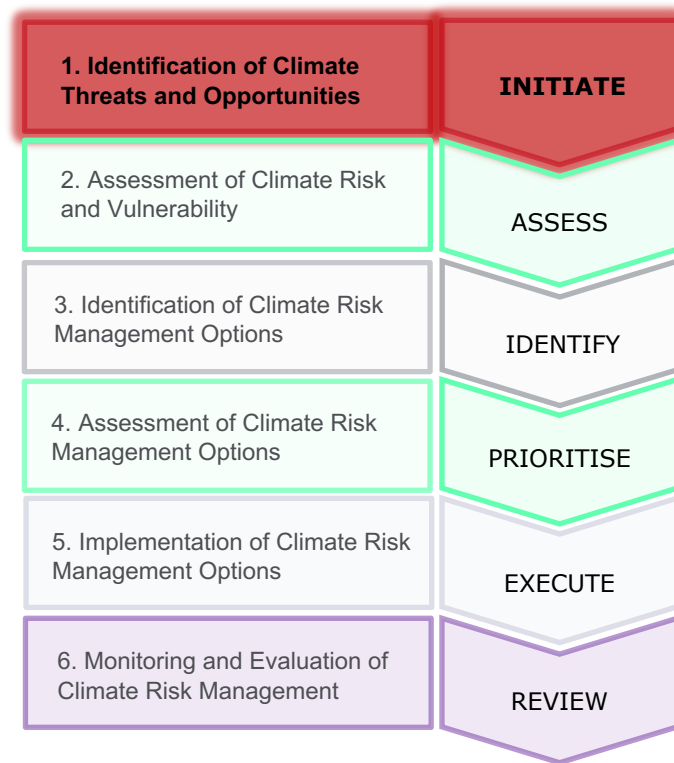 1. Identification of Climate
Threats and Opportunities
INITIATE
2. Assessment of Climate Risk
and Vulnerability
ASSESS
3. Identification of Climate Risk
Management Options
IDENTIFY
4. Assessment of Climate Risk
Management Options
PRIORITISE
5. Implementation of Climate Risk
Management Options
EXECUTE
6. Monitoring and Evaluation of
Climate Risk Management
REVIEW